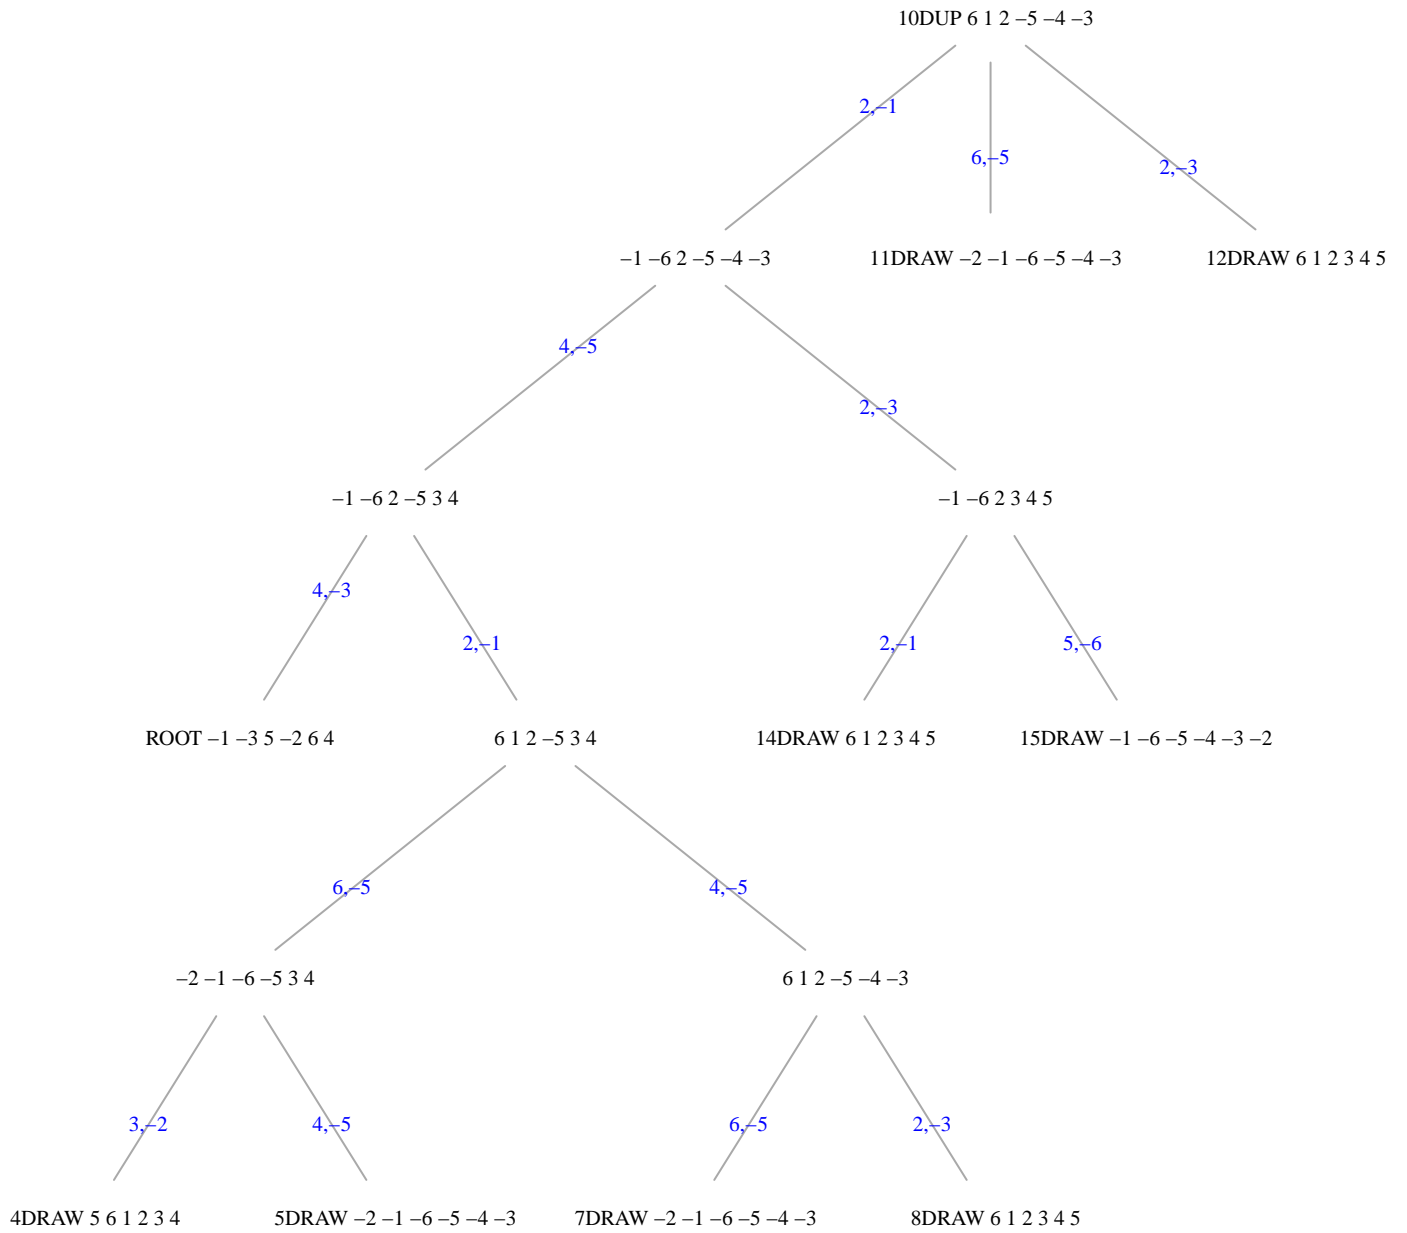 10DUP 6 1 2 –5 –4 –3
2,–1
6,–5
2,–3
–1 –6 2 –5 –4 –3
11DRAW –2 –1 –6 –5 –4 –3
12DRAW 6 1 2 3 4 5
4,–5
2,–3
–1 –6 2 –5 3 4
–1 –6 2 3 4 5
4,–3
2,–1
2,–1
5,–6
ROOT –1 –3 5 –2 6 4
6 1 2 –5 3 4
14DRAW 6 1 2 3 4 5
15DRAW –1 –6 –5 –4 –3 –2
6,–5
4,–5
–2 –1 –6 –5 3 4
6 1 2 –5 –4 –3
3,–2
4,–5
6,–5
2,–3
4DRAW 5 6 1 2 3 4
5DRAW –2 –1 –6 –5 –4 –3
7DRAW –2 –1 –6 –5 –4 –3
8DRAW 6 1 2 3 4 5